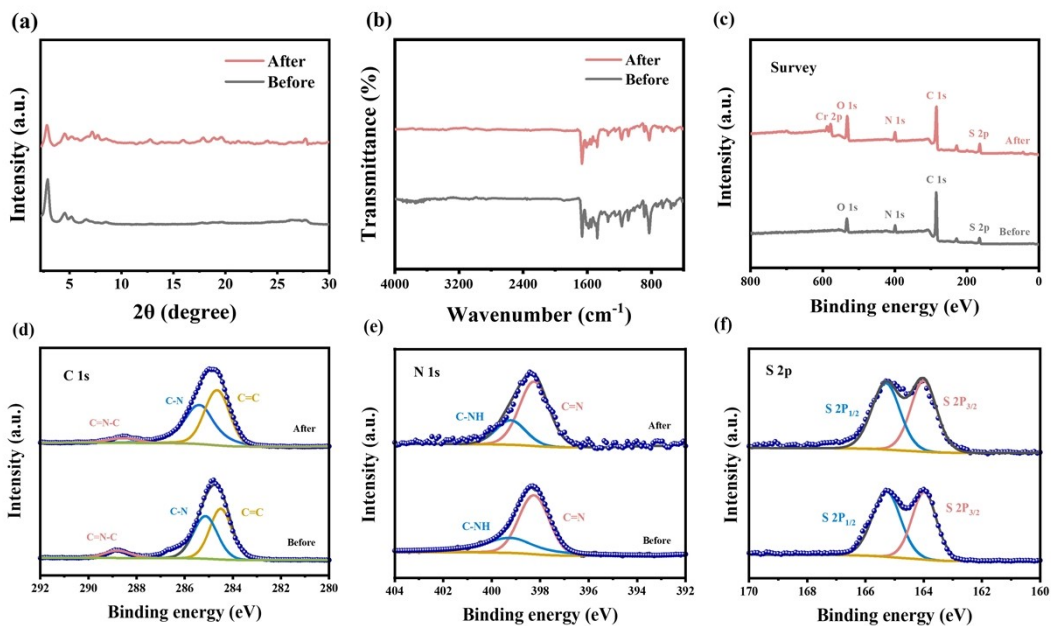 (a)
After
Before
Intensity (a.u.)
5 10 15 20 25 30
2θ (degree)
(b)
After
Before
Transmittance (%)
4000 3200 2400 1600 800
Wavenumber (cm-1)
(c)
Survey
C 1s
O 1s
Cr 2p
N 1s
S 2p
After
C 1s
O 1s
N 1s
S 2p
Before
Intensity (a.u.)
800 600 400 200 0
Binding energy (eV)
(d)
C 1s
C-N
C=C
C=N-C
After
C-N
C=C
C=N-C
Before
Intensity (a.u.)
292 290 288 286 284 282 280
Binding energy (eV)
(e)
N 1s
C-NH
C=N
After
C-NH
C=N
Before
Intensity (a.u.)
404 402 400 398 396 394 392
Binding energy (eV)
(f)
S 2p
S 2P1/2
S 2P3/2
After
S 2P1/2
S 2P3/2
Before
Intensity (a.u.)
170 168 166 164 162 160
Binding energy (eV)